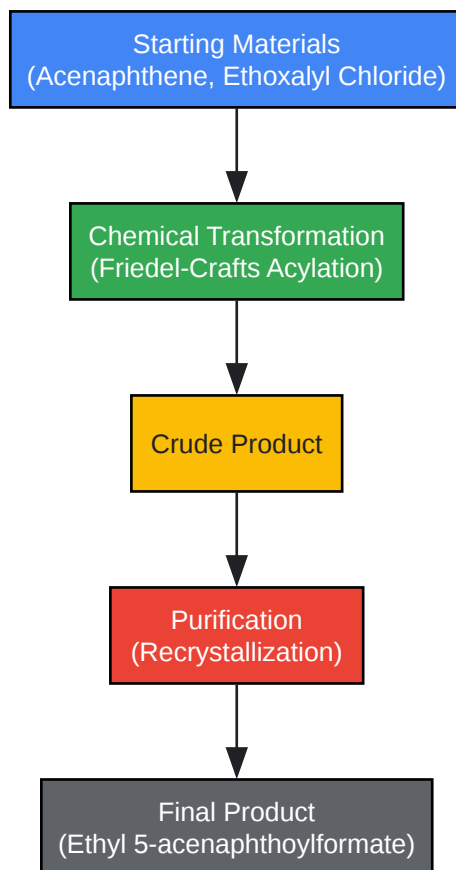 Starting Materials
(Acenaphthene, Ethoxalyl Chloride)
Chemical Transformation
(Friedel-Crafts Acylation)
Crude Product
Purification
(Recrystallization)
Final Product
(Ethyl 5-acenaphthoylformate)